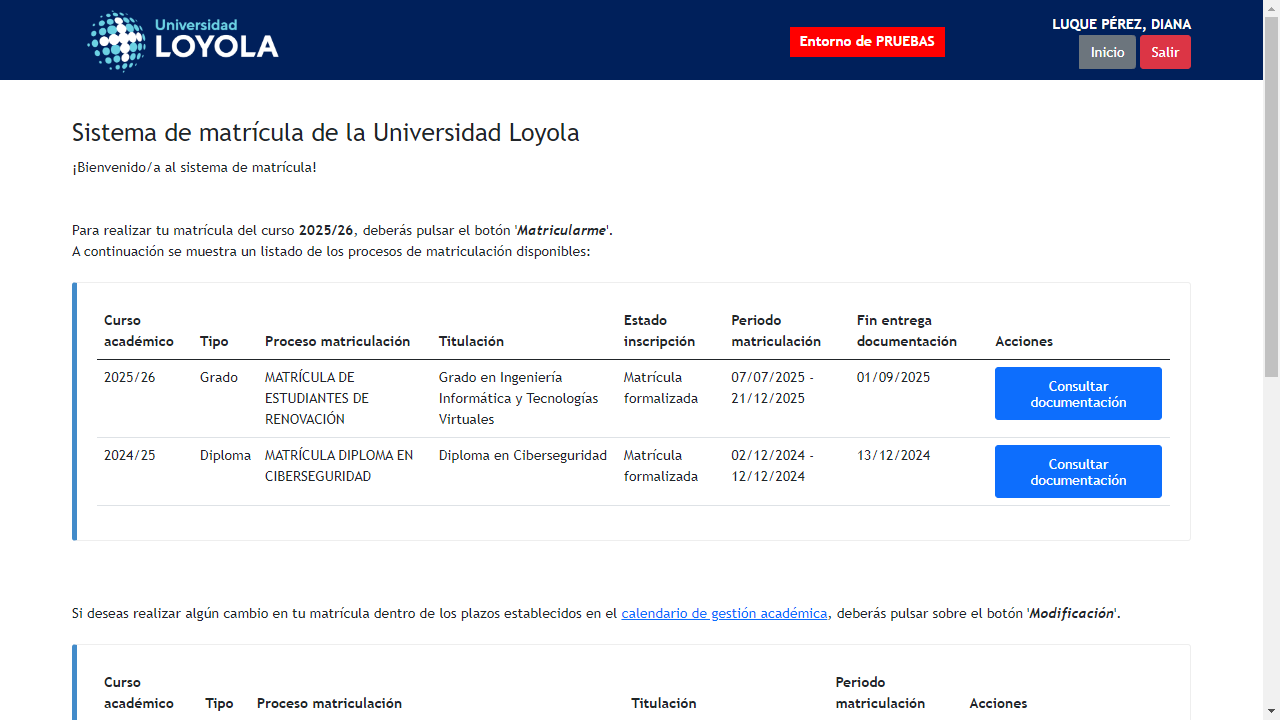 Universidad
LOYOLA
Entorno de PRUEBAS
LUQUE PÉREZ, DIANA
Inicio
Salir
Sistema de matrícula de la Universidad Loyola
¡Bienvenido/a al sistema de matrícula!
Para realizar tu matrícula del curso 2025/26, deberás pulsar el botón 'Matricularme'.
A continuación se muestra un listado de los procesos de matriculación disponibles:
Curso académico Tipo Proceso matriculación Titulación Estado inscripción Periodo matriculación Fin entrega documentación Acciones
2025/26 Grado MATRÍCULA DE ESTUDIANTES DE RENOVACIÓN Grado en Ingeniería Informática y Tecnologías Virtuales Matrícula formalizada 07/07/2025 - 21/12/2025 01/09/2025 Consultar documentación
2024/25 Diploma MATRÍCULA DIPLOMA EN CIBERSEGURIDAD Diploma en Ciberseguridad Matrícula formalizada 02/12/2024 - 12/12/2024 13/12/2024 Consultar documentación
Si deseas realizar algún cambio en tu matrícula dentro de los plazos establecidos en el calendario de gestión académica, deberás pulsar sobre el botón 'Modificación'.
Curso académico Tipo Proceso matriculación Titulación Periodo matriculación Acciones